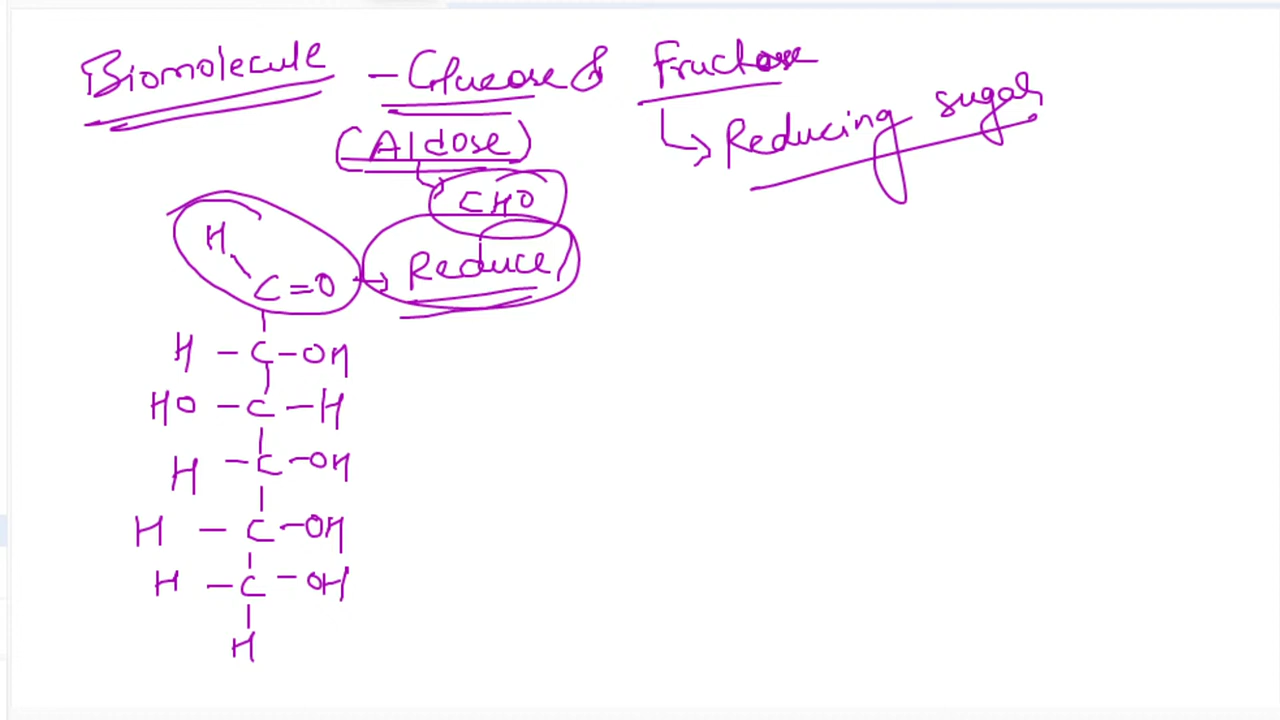 Biomolecule - Glucose & Fructose
(Aldose)
Reducing sugar
CHO
H
C=O → Reduce
H - C - OH
HO - C - H
H - C - OH
H - C - OH
H - C - OH
H